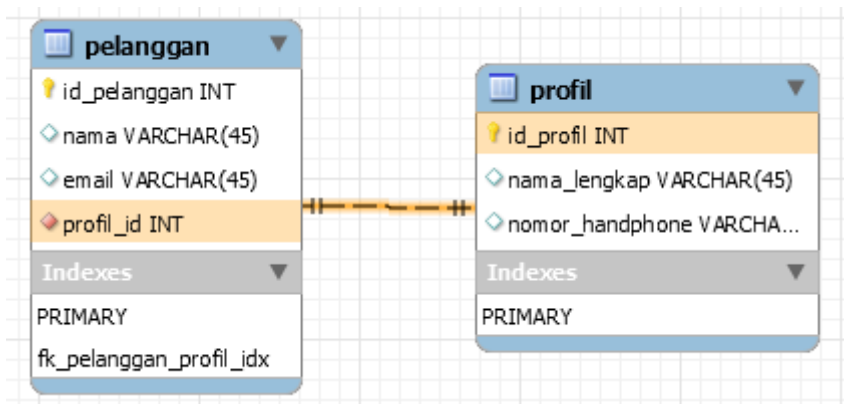 pelanggan
id_pelanggan INT
nama VARCHAR(45)
email VARCHAR(45)
profil_id INT
Indexes
PRIMARY
fk_pelanggan_profil_idx
profil
id_profil INT
nama_lengkap VARCHAR(45)
nomor_handphone VARCHA...
Indexes
PRIMARY